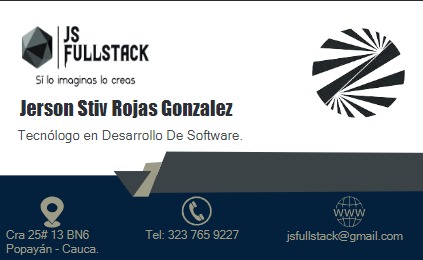 JS
FULLSTACK
Sí lo imaginas lo creas
Jerson Stiv Rojas Gonzalez
Tecnólogo en Desarrollo De Software.
Cra 25# 13 BN6
Popayán - Cauca.
Tel: 323 765 9227
WWW
jsfullstack@gmail.com